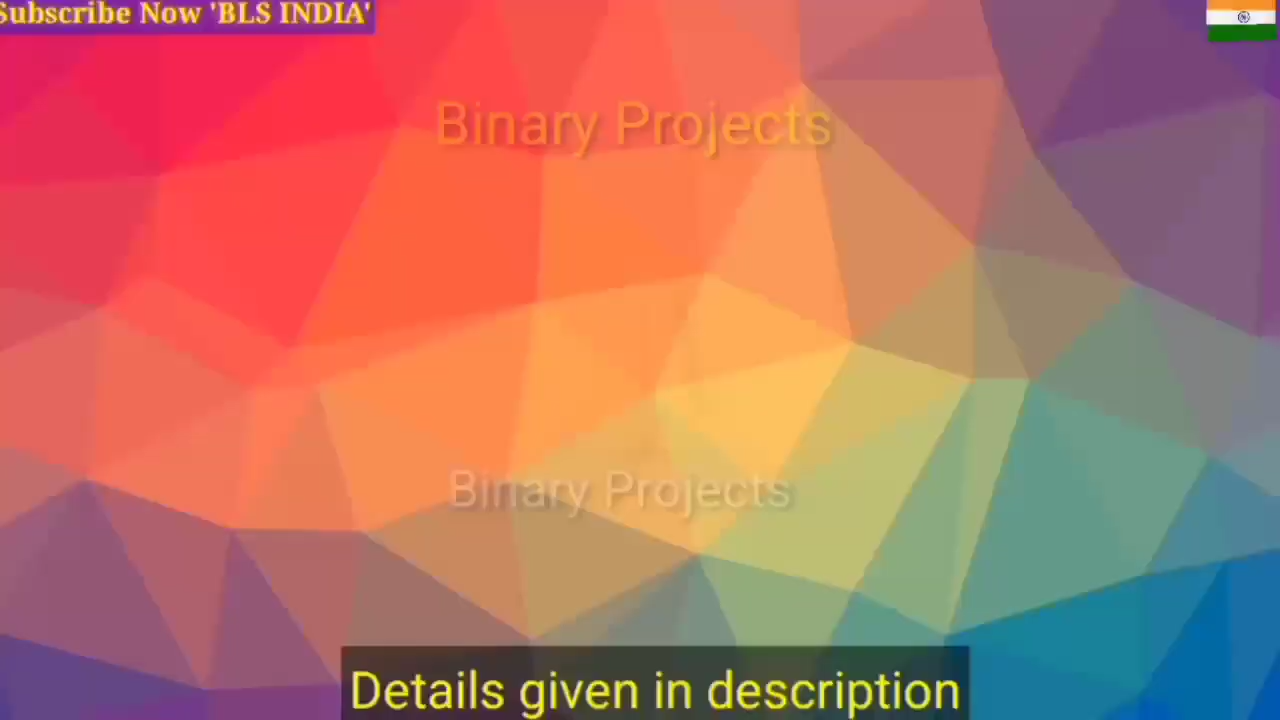 Subscribe Now 'BLS INDIA'
Binary Projects
Binary Projects
Details given in description